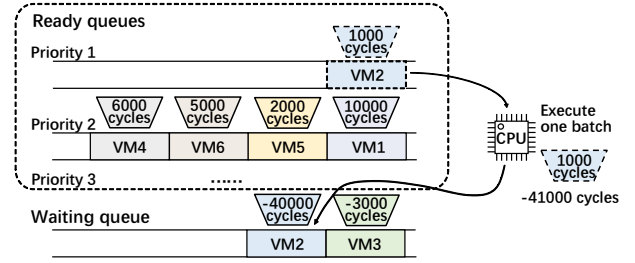 Ready queues
1000
cycles
Priority 1
VM2
6000
cycles
5000
cycles
2000
cycles
10000
cycles
Priority 2
VM4 VM6 VM5 VM1
Priority 3 ......
CPU
Execute
one batch
1000
cycles
-41000 cycles
Waiting queue
-40000
cycles
-3000
cycles
VM2 VM3